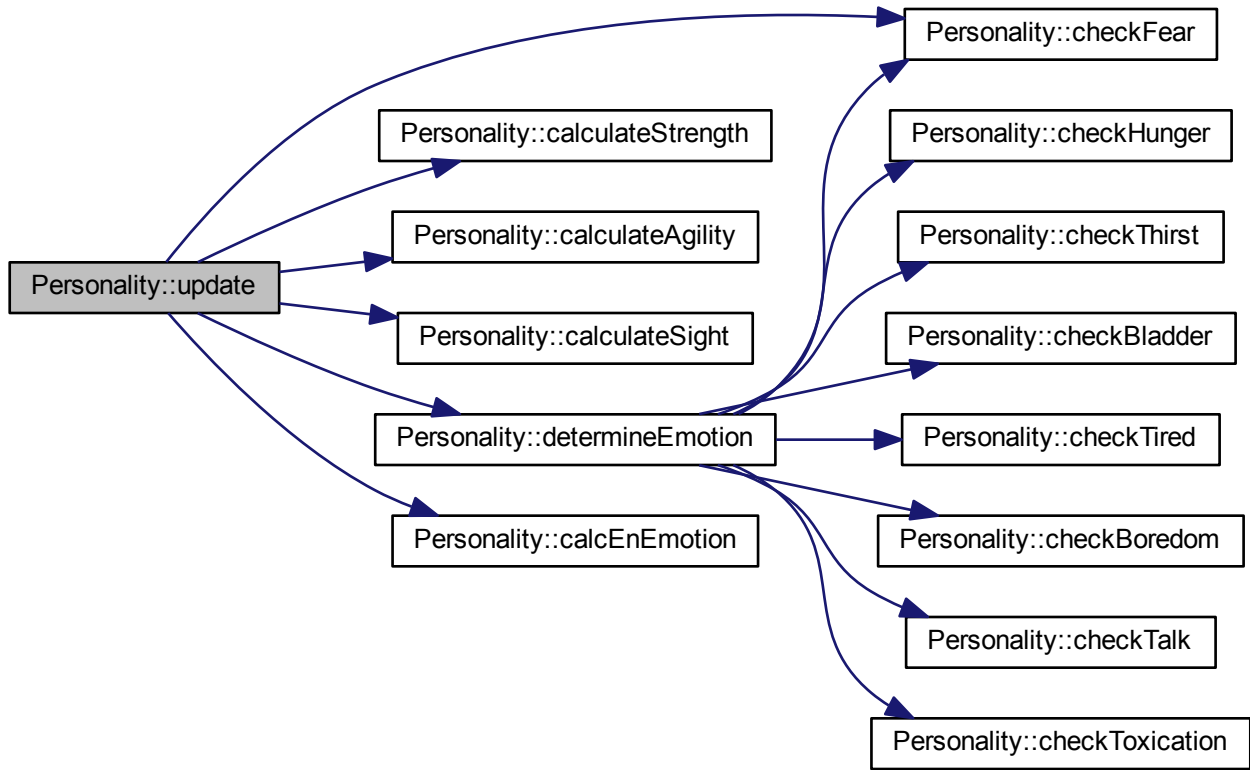 Personality::update
Personality::calculateStrength
Personality::calculateAgility
Personality::calculateSight
Personality::determineEmotion
Personality::calcEnEmotion
Personality::checkFear
Personality::checkHunger
Personality::checkThirst
Personality::checkBladder
Personality::checkTired
Personality::checkBoredom
Personality::checkTalk
Personality::checkToxication